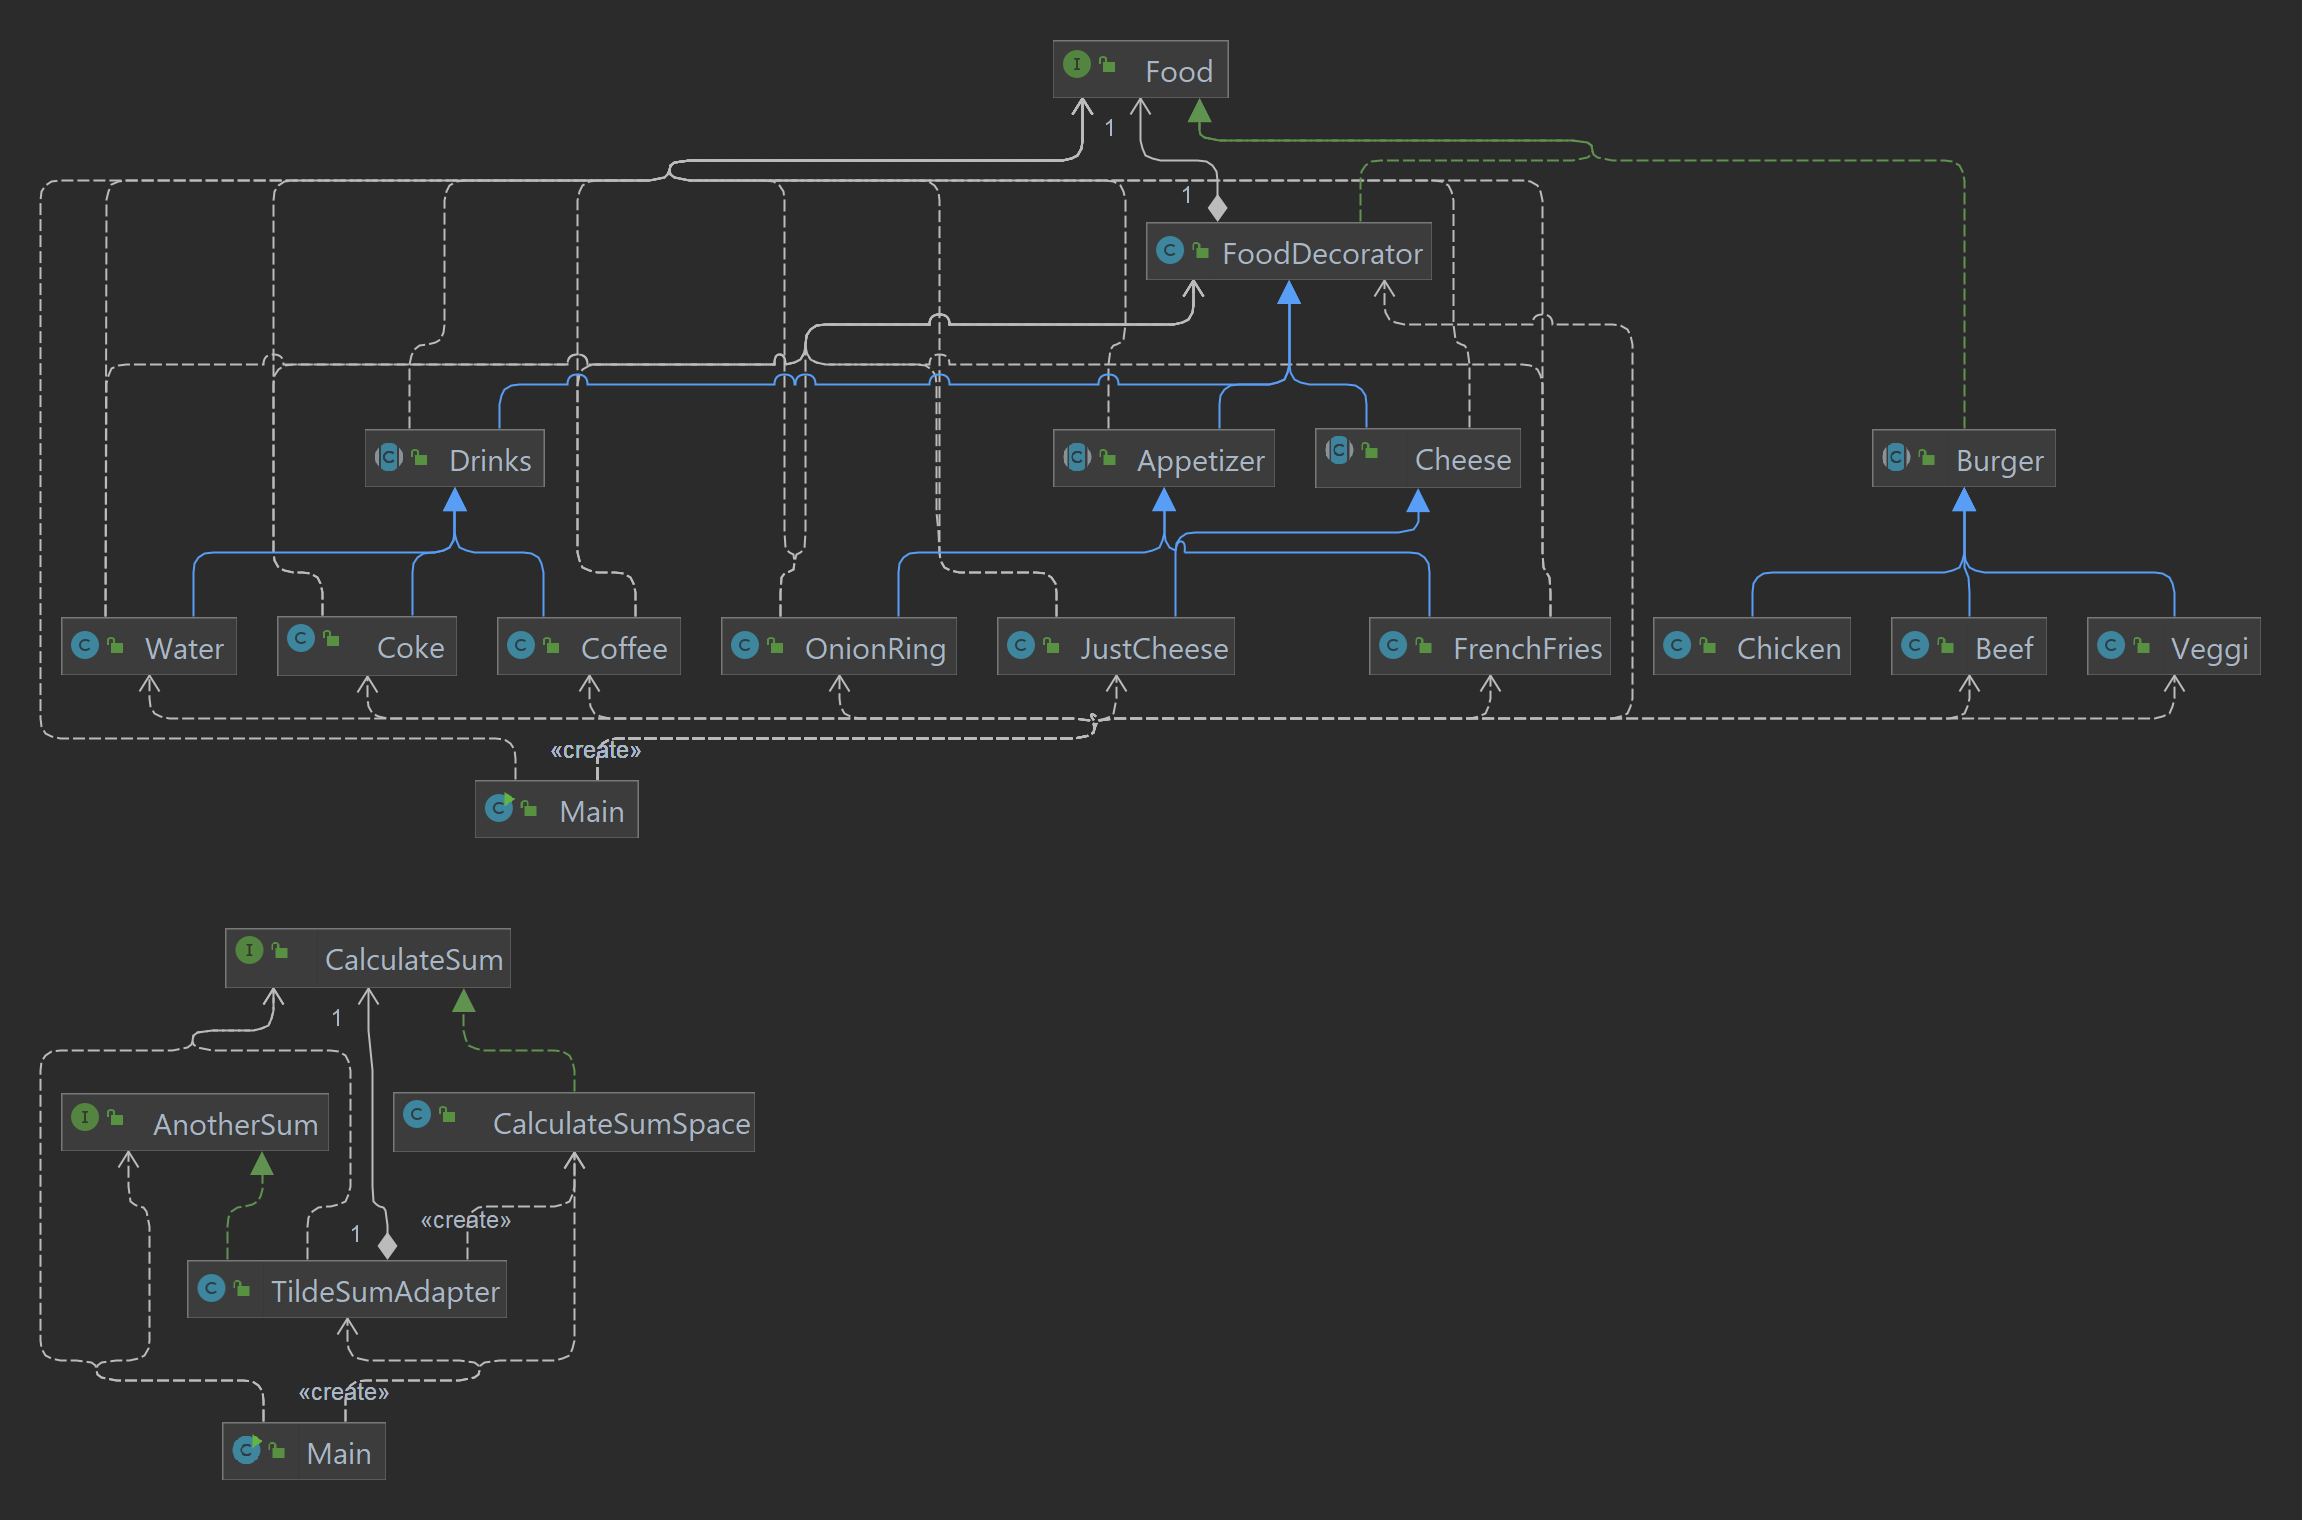 I Food
1
1
C FoodDecorator
C Drinks
C Appetizer
C Cheese
C Burger
C Water
C Coke
C Coffee
C OnionRing
C JustCheese
C FrenchFries
C Chicken
C Beef
C Veggi
«create»
C Main
I CalculateSum
1
I AnotherSum
C CalculateSumSpace
«create»
1
C TildeSumAdapter
«create»
C Main